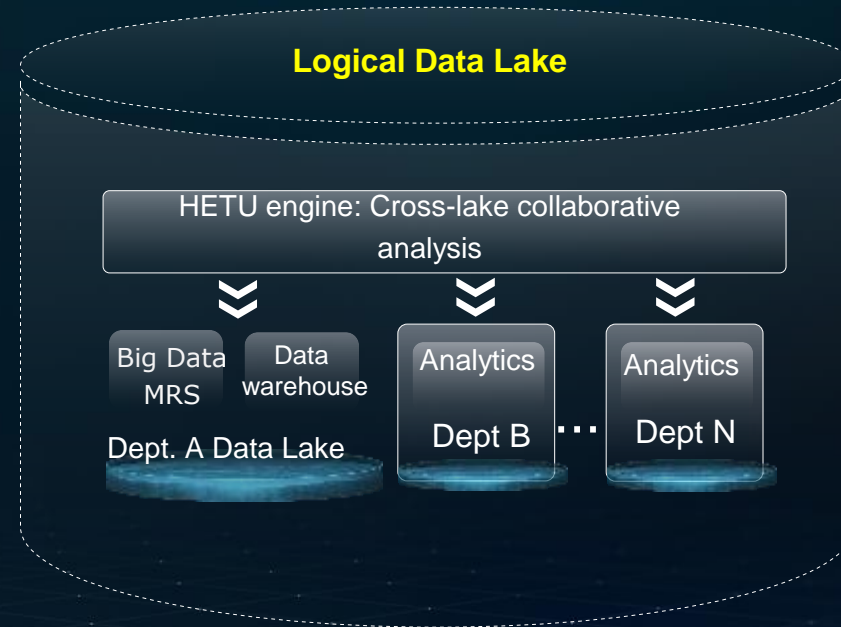 Logical Data Lake
HETU engine: Cross-lake collaborative
analysis
Big Data
MRS
Data
warehouse
Dept. A Data Lake
Analytics
Dept B
...
Analytics
Dept N